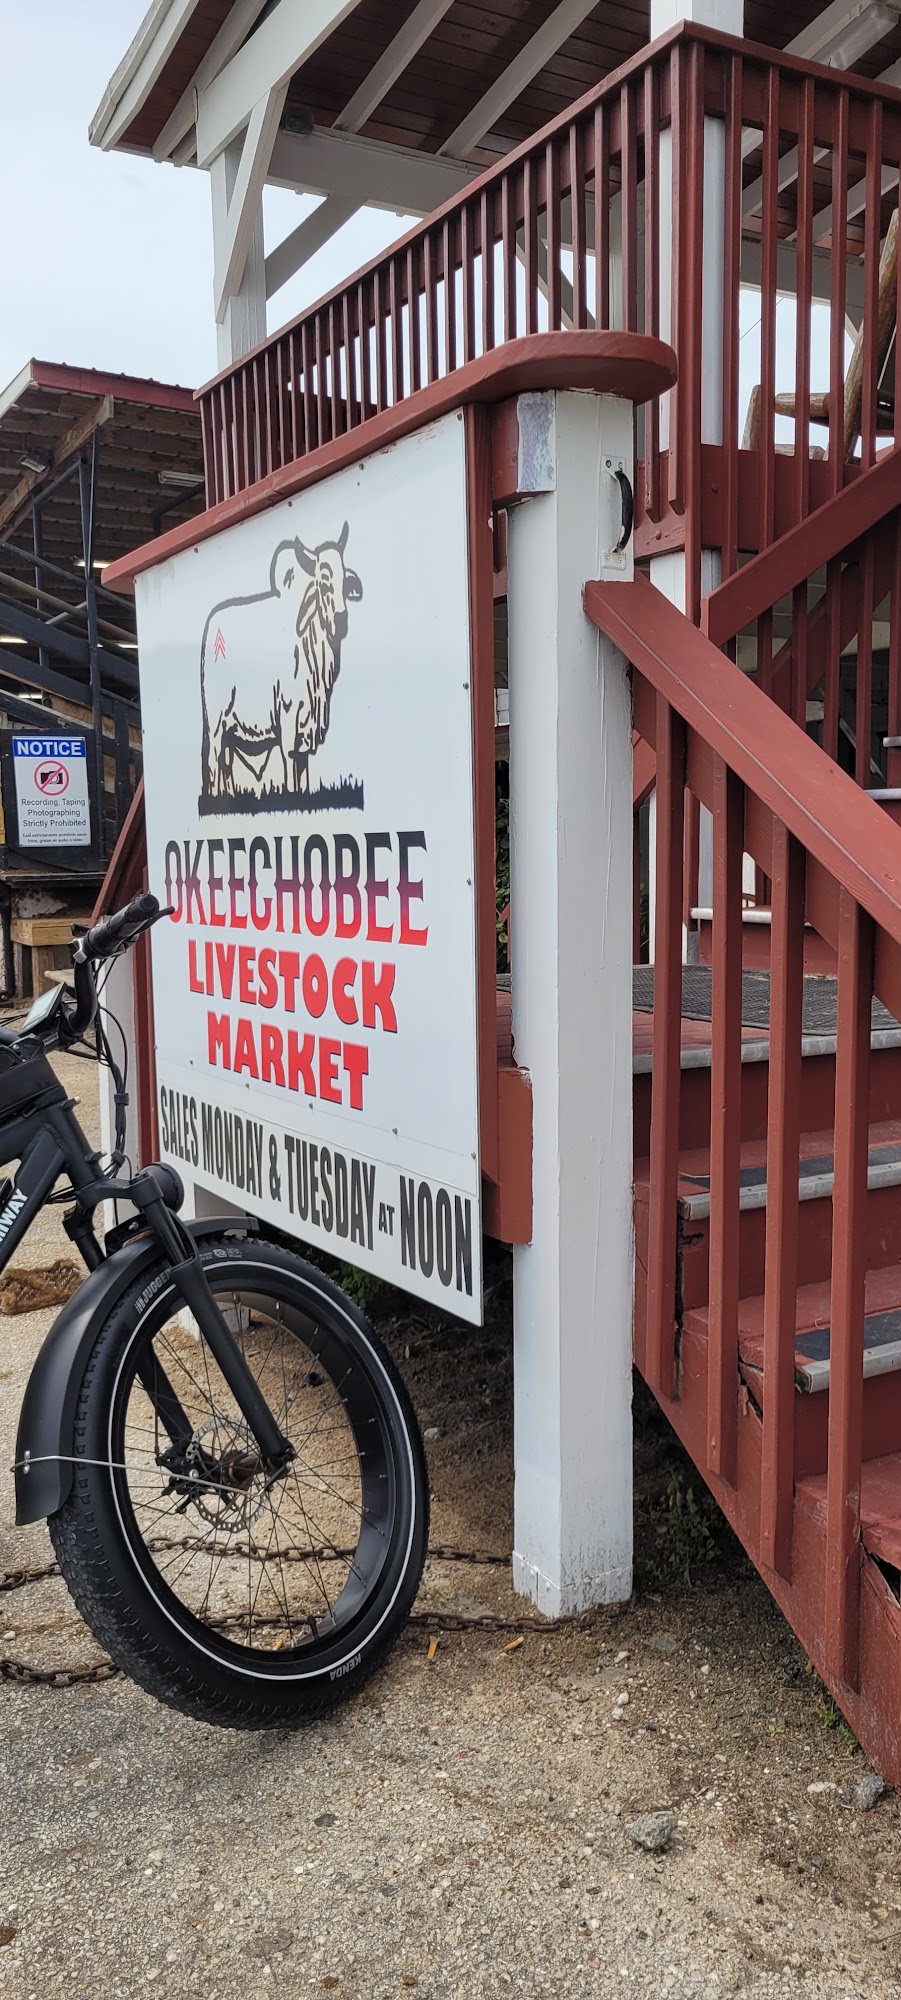 NOTICE
Recording, Taping
Photographing
Strictly Prohibited
OKEECHOBEE
LIVESTOCK
MARKET
SALES MONDAY & TUESDAY AT NOON
KENDA